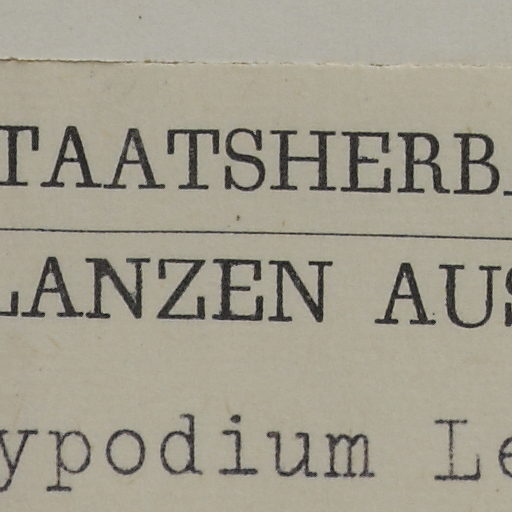 TAATSHERB
LANZEN AUS
ypodium Le